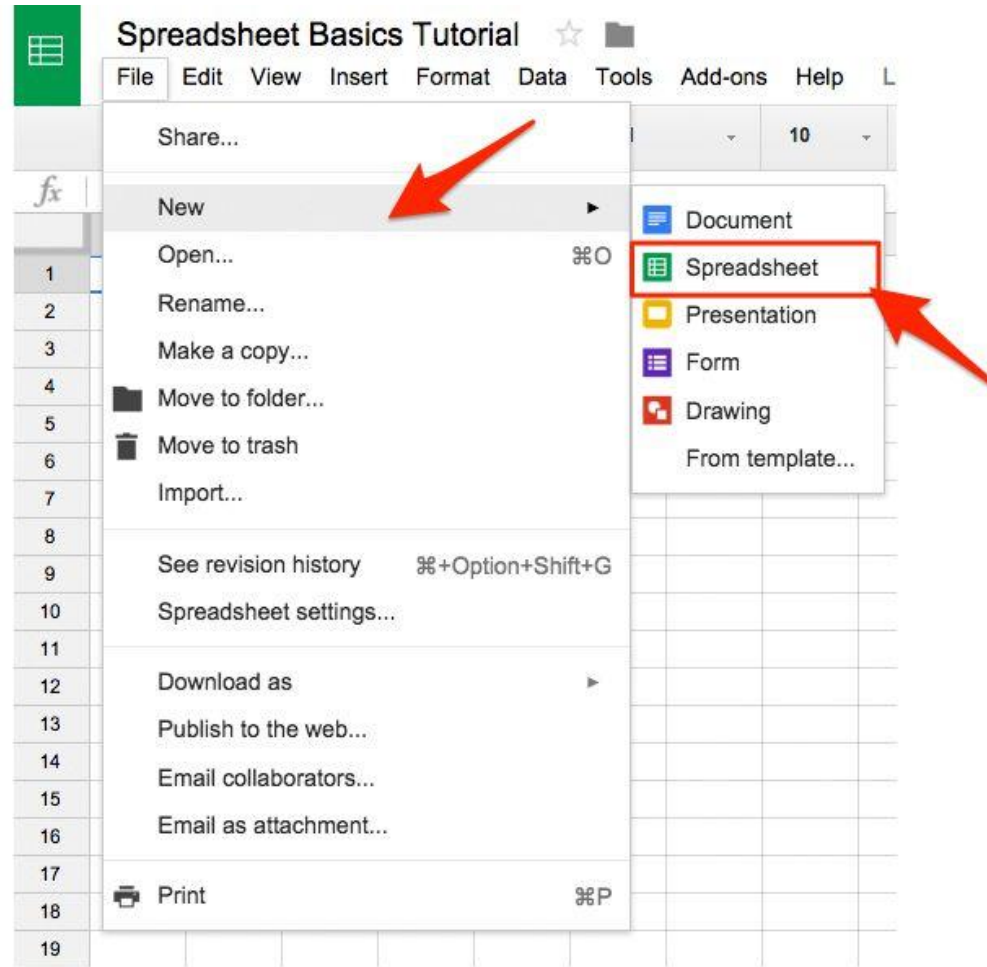 Spreadsheet Basics Tutorial
File Edit View Insert Format Data Tools Add-ons Help L
Share...
10
fx
New
Document
Open... ⌘O
Spreadsheet
1
Rename...
2
Presentation
Make a copy...
3
Form
Move to folder...
4
Drawing
5
Move to trash
6
From template...
Import...
7
8
See revision history ⌘+Option+Shift+G
9
Spreadsheet settings...
10
11
Download as
12
Publish to the web...
13
Email collaborators...
14
15
Email as attachment...
16
17
Print ⌘P
18
19